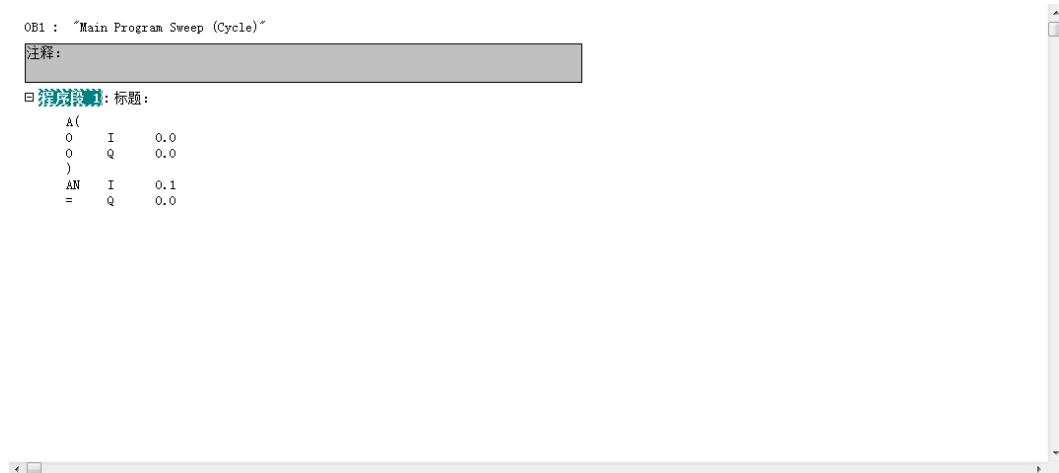 OB1 : "Main Program Sweep (Cycle)"
注释：
程序段 1：标题：
A(
O I 0.0
O Q 0.0
)
AN I 0.1
= Q 0.0